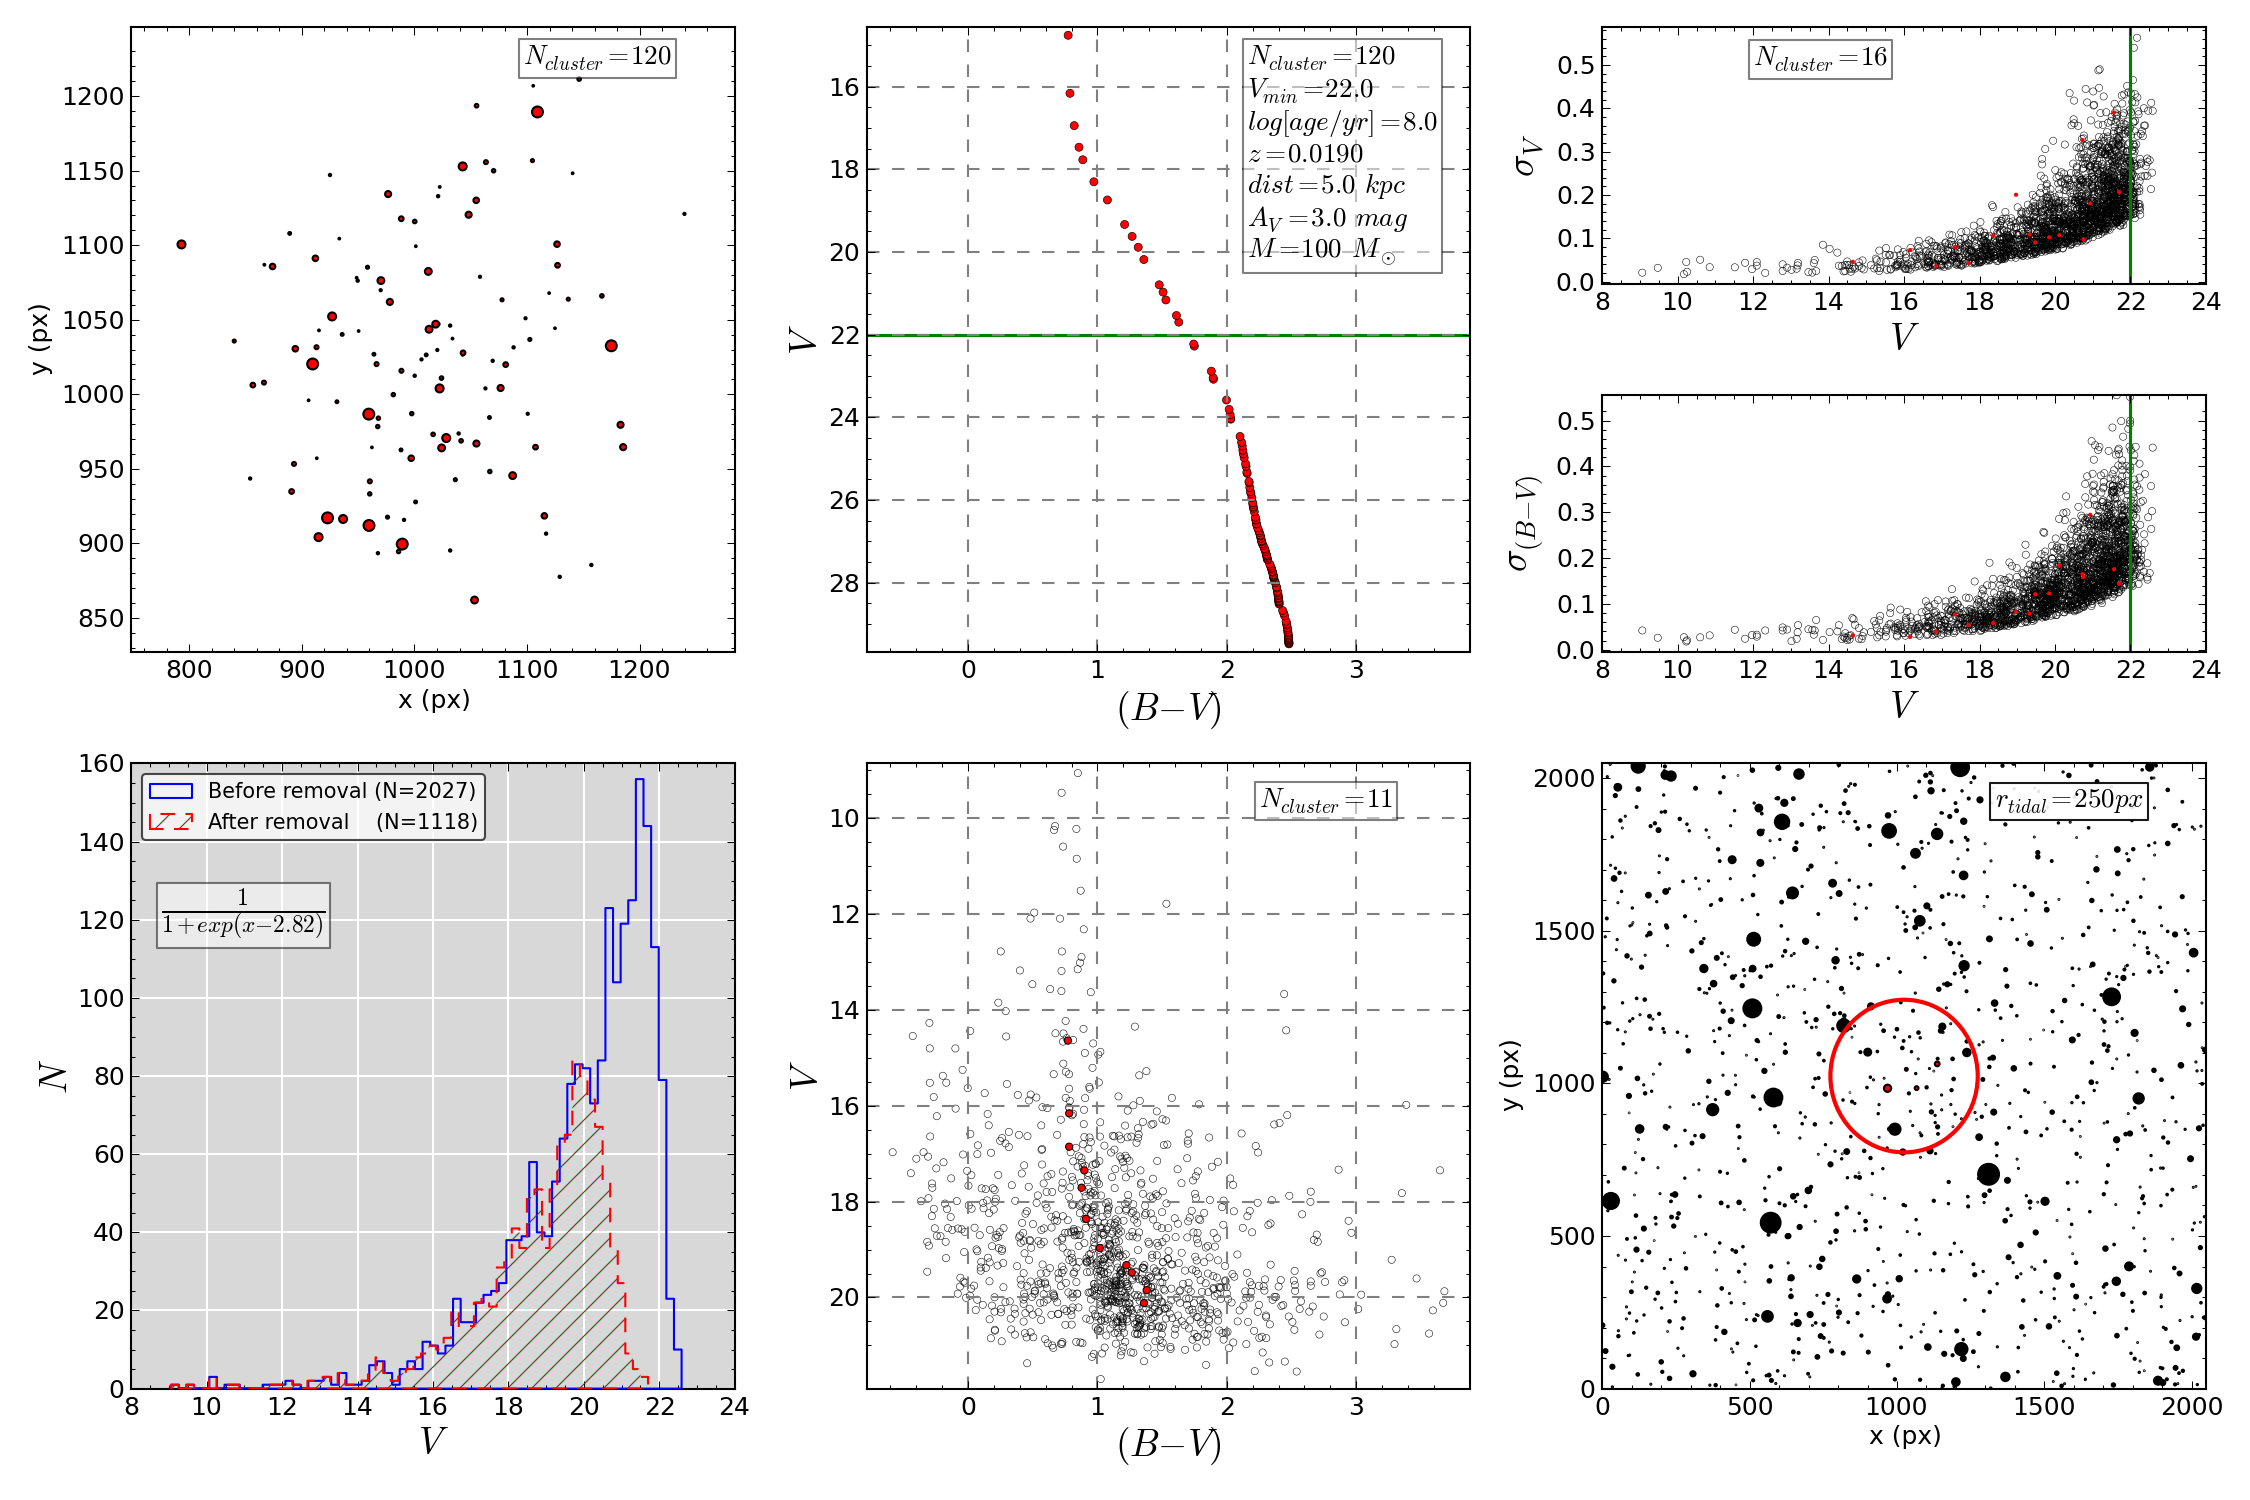 N_cluster=120
1200
1150
1100
1050
1000
950
900
850
y (px)
800 900 1000 1100 1200
x (px)
N_cluster=120
V_min=22.0
log[age/yr]=8.0
z=0.0190
dist=5.0 kpc
A_V=3.0 mag
M=100 M_⊙
16
18
20
22
24
26
28
V
0 1 2 3
(B−V)
N_cluster=16
0.5
0.4
0.3
0.2
0.1
0.0
σ_V
8 10 12 14 16 18 20 22 24
V
0.5
0.4
0.3
0.2
0.1
0.0
σ_(B−V)
8 10 12 14 16 18 20 22 24
V
160
140
120
100
80
60
40
20
0
N
Before removal (N=2027)
After removal (N=1118)
1
1+exp(x−2.82)
8 10 12 14 16 18 20 22 24
V
N_cluster=11
10
12
14
16
18
20
V
0 1 2 3
(B−V)
r_tidal=250px
2000
1500
1000
500
0
y (px)
0 500 1000 1500 2000
x (px)